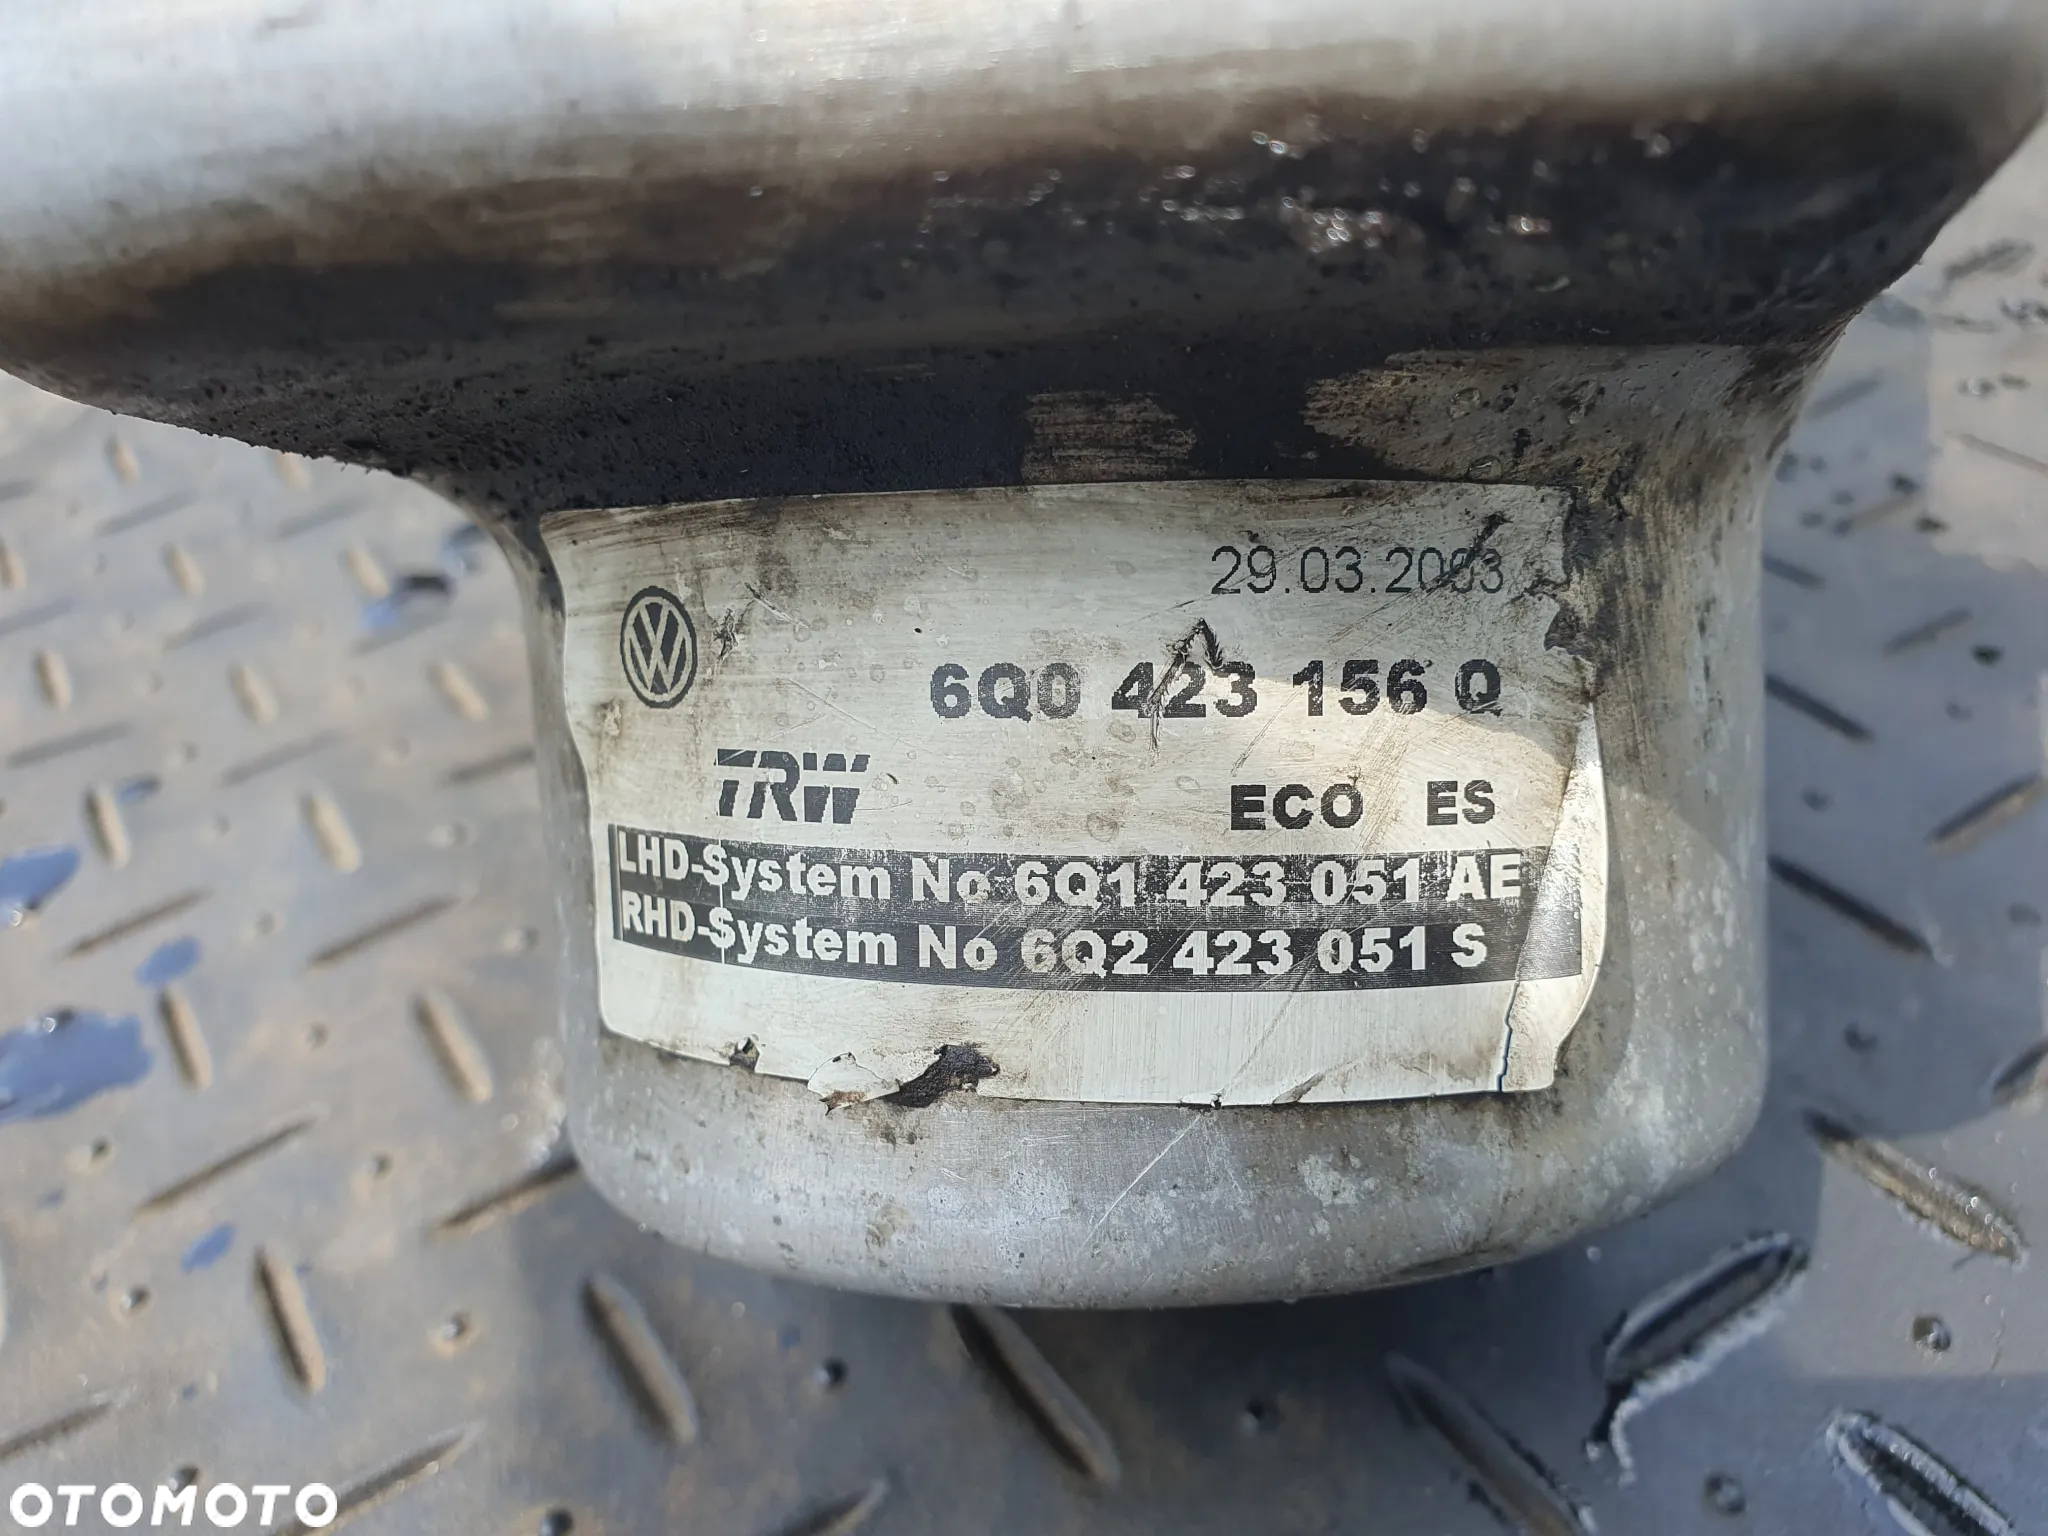 29.03.2003
6Q0 423 156 Q
TRW
ECO ES
LHD-System No 6Q1 423 051 AE
RHD-System No 6Q2 423 051 S
OTOMOTO